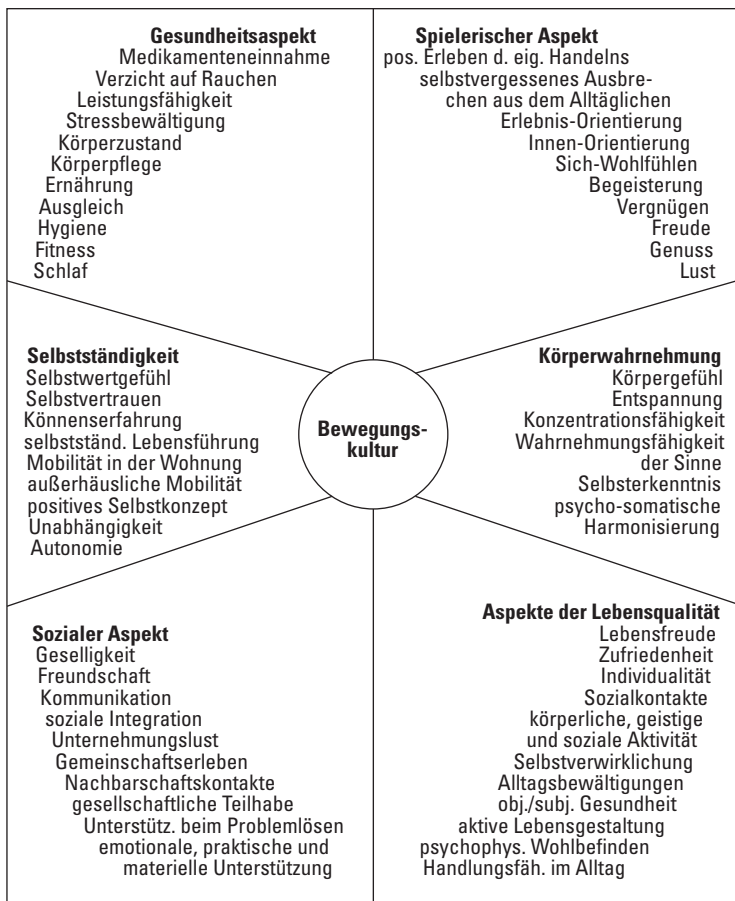 Gesundheitsaspekt
Medikamenteneinnahme
Verzicht auf Rauchen
Leistungsfähigkeit
Stressbewältigung
Körperzustand
Körperpflege
Ernährung
Ausgleich
Hygiene
Fitness
Schlaf
Spielerischer Aspekt
pos. Erleben d. eig. Handelns
selbstvergessenes Ausbre-
chen aus dem Alltäglichen
Erlebnis-Orientierung
Innen-Orientierung
Sich-Wohlfühlen
Begeisterung
Vergnügen
Freude
Genuss
Lust
Selbstständigkeit
Selbstwertgefühl
Selbstvertrauen
Könnenserfahrung
selbstständ. Lebensführung
Mobilität in der Wohnung
außerhäusliche Mobilität
positives Selbstkonzept
Unabhängigkeit
Autonomie
Bewegungs-
kultur
Körperwahrnehmung
Körpergefühl
Entspannung
Konzentrationsfähigkeit
Wahrnehmungsfähigkeit
der Sinne
Selbsterkenntnis
psycho-somatische
Harmonisierung
Sozialer Aspekt
Geselligkeit
Freundschaft
Kommunikation
soziale Integration
Unternehmungslust
Gemeinschaftserleben
Nachbarschaftskontakte
gesellschaftliche Teilhabe
Unterstütz. beim Problemlösen
emotionale, praktische und
materielle Unterstützung
Aspekte der Lebensqualität
Lebensfreude
Zufriedenheit
Individualität
Sozialkontakte
körperliche, geistige
und soziale Aktivität
Selbstverwirklichung
Alltagsbewältigungen
obj./subj. Gesundheit
aktive Lebensgestaltung
psychophys. Wohlbefinden
Handlungsfäh. im Alltag